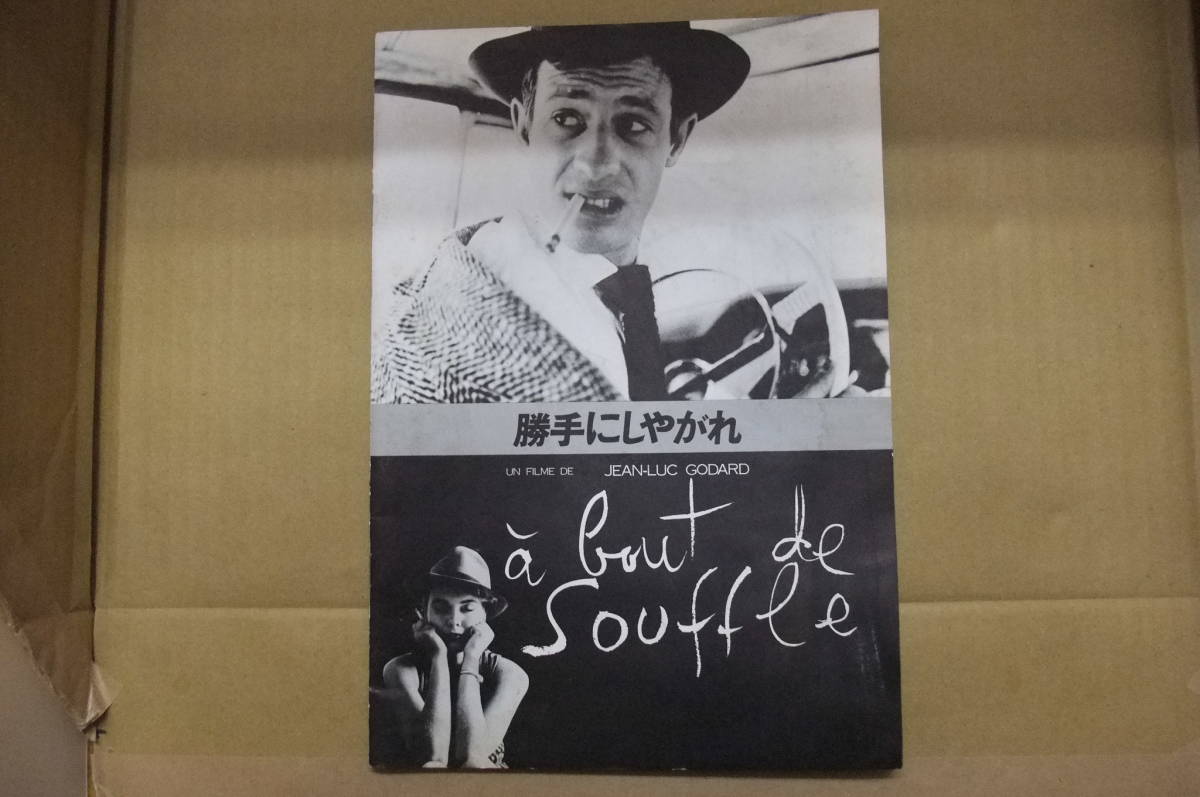 勝手にしやがれ
UN FILME DE JEAN-LUC GODARD
à bout de
Souffle